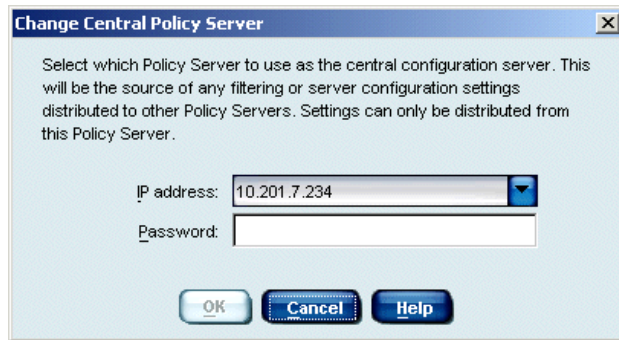 Change Central Policy Server
Select which Policy Server to use as the central configuration server. This
will be the source of any filtering or server configuration settings
distributed to other Policy Servers. Settings can only be distributed from
this Policy Server.
IP address: 10.201.7.234
Password:
OK Cancel Help